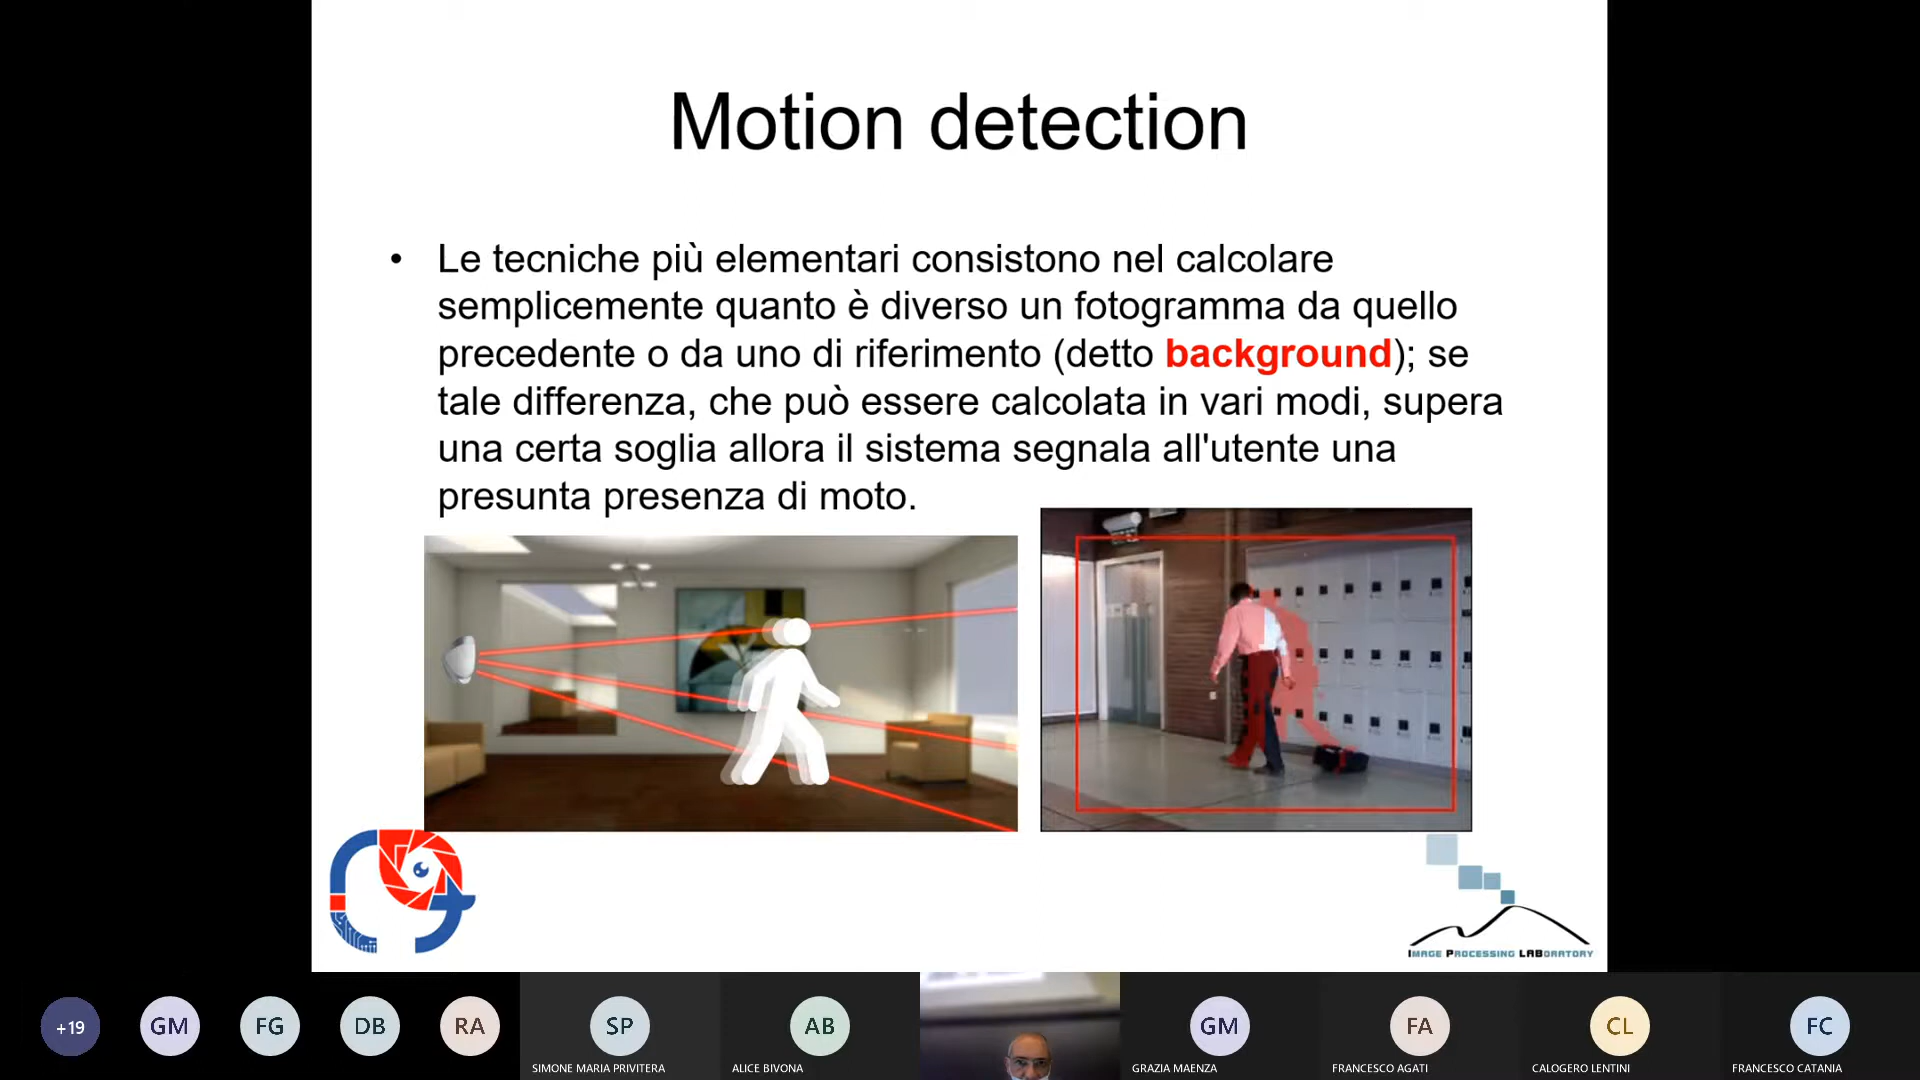 Motion detection
• Le tecniche più elementari consistono nel calcolare
semplicemente quanto è diverso un fotogramma da quello
precedente o da uno di riferimento (detto background); se
tale differenza, che può essere calcolata in vari modi, supera
una certa soglia allora il sistema segnala all'utente una
presunta presenza di moto.
IMAGE PROCESSING LABORATORY
+19
GM
FG
DB
RA
SP
AB
GM
FA
CL
FC
SIMONE MARIA PRIVITERA
ALICE BIVONA
GRAZIA MAENZA
FRANCESCO AGATI
CALOGERO LENTINI
FRANCESCO CATANIA